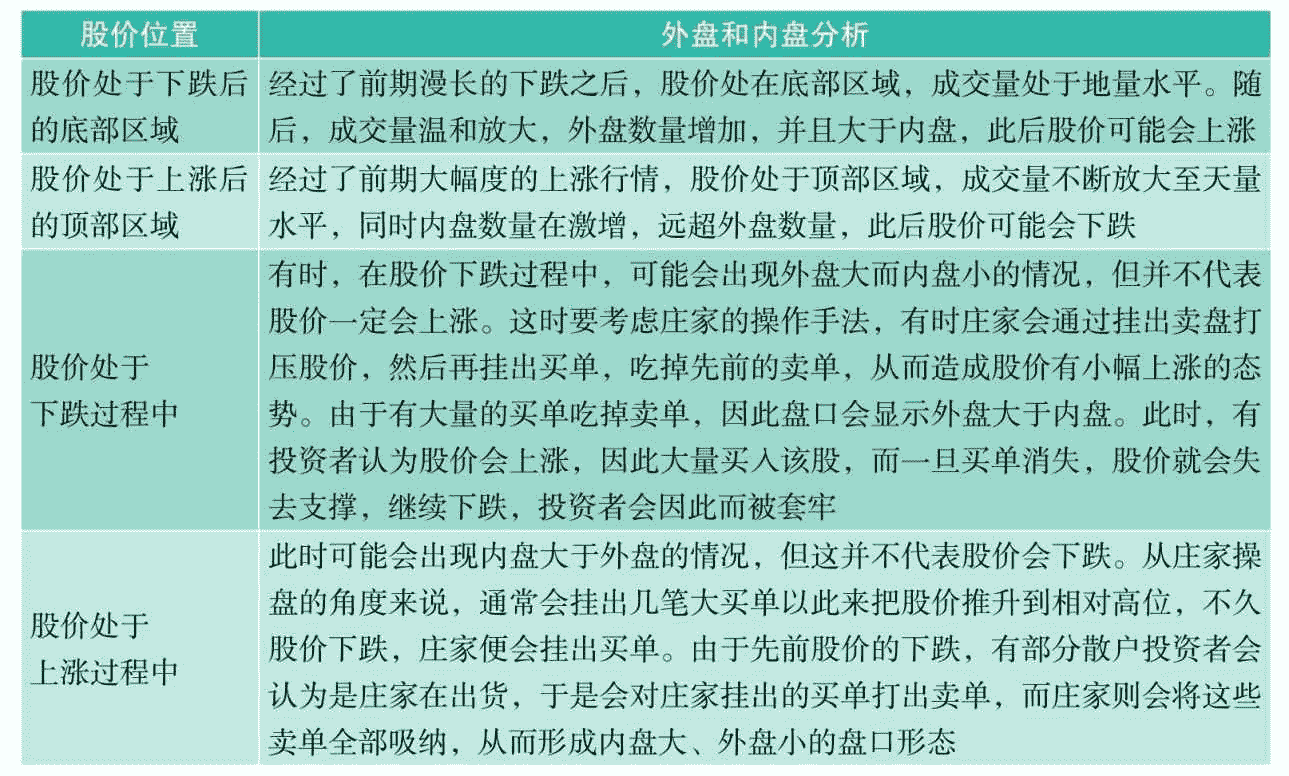 股价位置
外盘和内盘分析
股价处于下跌后
的底部区域
经过了前期漫长的下跌之后，股价处在底部区域，成交量处于地量水平。随
后，成交量温和放大，外盘数量增加，并且大于内盘，此后股价可能会上涨
股价处于上涨后
的顶部区域
经过了前期大幅度的上涨行情，股价处于顶部区域，成交量不断放大至天量
水平，同时内盘数量在激增，远超外盘数量，此后股价可能会下跌
股价处于
下跌过程中
有时，在股价下跌过程中，可能会出现外盘大而内盘小的情况，但并不代表
股价一定会上涨。这时要考虑庄家的操作手法，有时庄家会通过挂出卖盘打
压股价，然后再挂出买单，吃掉先前的卖单，从而造成股价有小幅上涨的态
势。由于有大量的买单吃掉卖单，因此盘口会显示外盘大于内盘。此时，有
投资者认为股价会上涨，因此大量买入该股，而一旦买单消失，股价就会失
去支撑，继续下跌，投资者会因此而被套牢
股价处于
上涨过程中
此时可能会出现内盘大于外盘的情况，但这并不代表股价会下跌。从庄家操
盘的角度来说，通常会挂出几笔大买单以此来把股价推升到相对高位，不久
股价下跌，庄家便会挂出买单。由于先前股价的下跌，有部分散户投资者会
认为是庄家在出货，于是会对庄家挂出的买单打出卖单，而庄家则会将这些
卖单全部吸纳，从而形成内盘大、外盘小的盘口形态